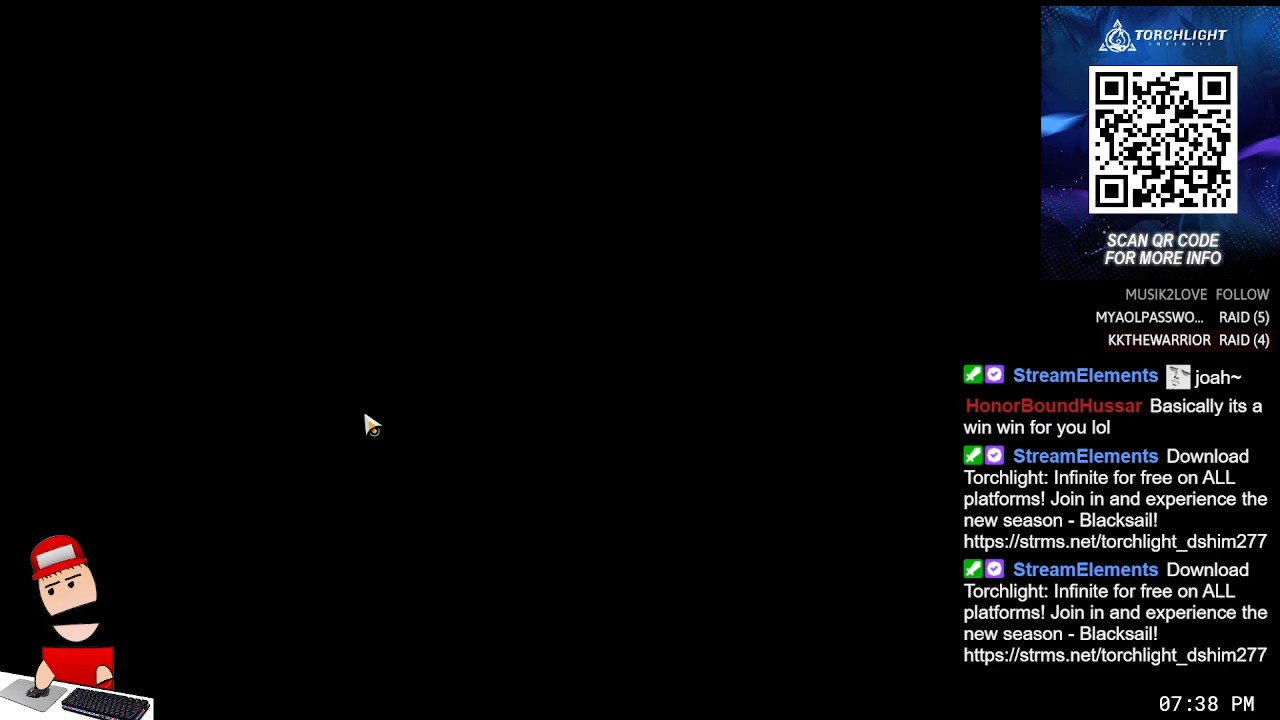 TORCHLIGHT
INFINITE
SCAN QR CODE
FOR MORE INFO
MUSIK2LOVE FOLLOW
MYAOLPASSWO... RAID (5)
KKTHEWARRIOR RAID (4)
StreamElements joah~
HonorBoundHussar Basically its a
win win for you lol
StreamElements Download
Torchlight: Infinite for free on ALL
platforms! Join in and experience the
new season - Blacksail!
https://strms.net/torchlight_dshim277
StreamElements Download
Torchlight: Infinite for free on ALL
platforms! Join in and experience the
new season - Blacksail!
https://strms.net/torchlight_dshim277
07:38 PM